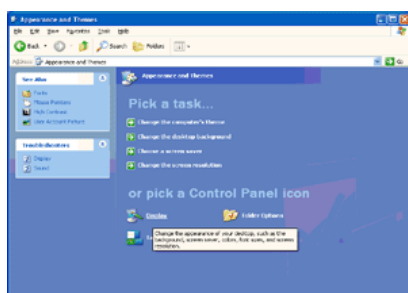 Appearance and Themes
File Edit View Favorites Tools Help
Back Search Folders
Address Appearance and Themes Go
See Also
Fonts
Mouse Pointers
High Contrast
User Account Picture
Troubleshooters
Display
Sound
Appearance and Themes
Pick a task...
Change the computer's theme
Change the desktop background
Choose a screen saver
Change the screen resolution
or pick a Control Panel icon
Display Folder Options
Change the appearance of your desktop, such as the
background, screen saver, colors, font sizes, and screen
resolution.